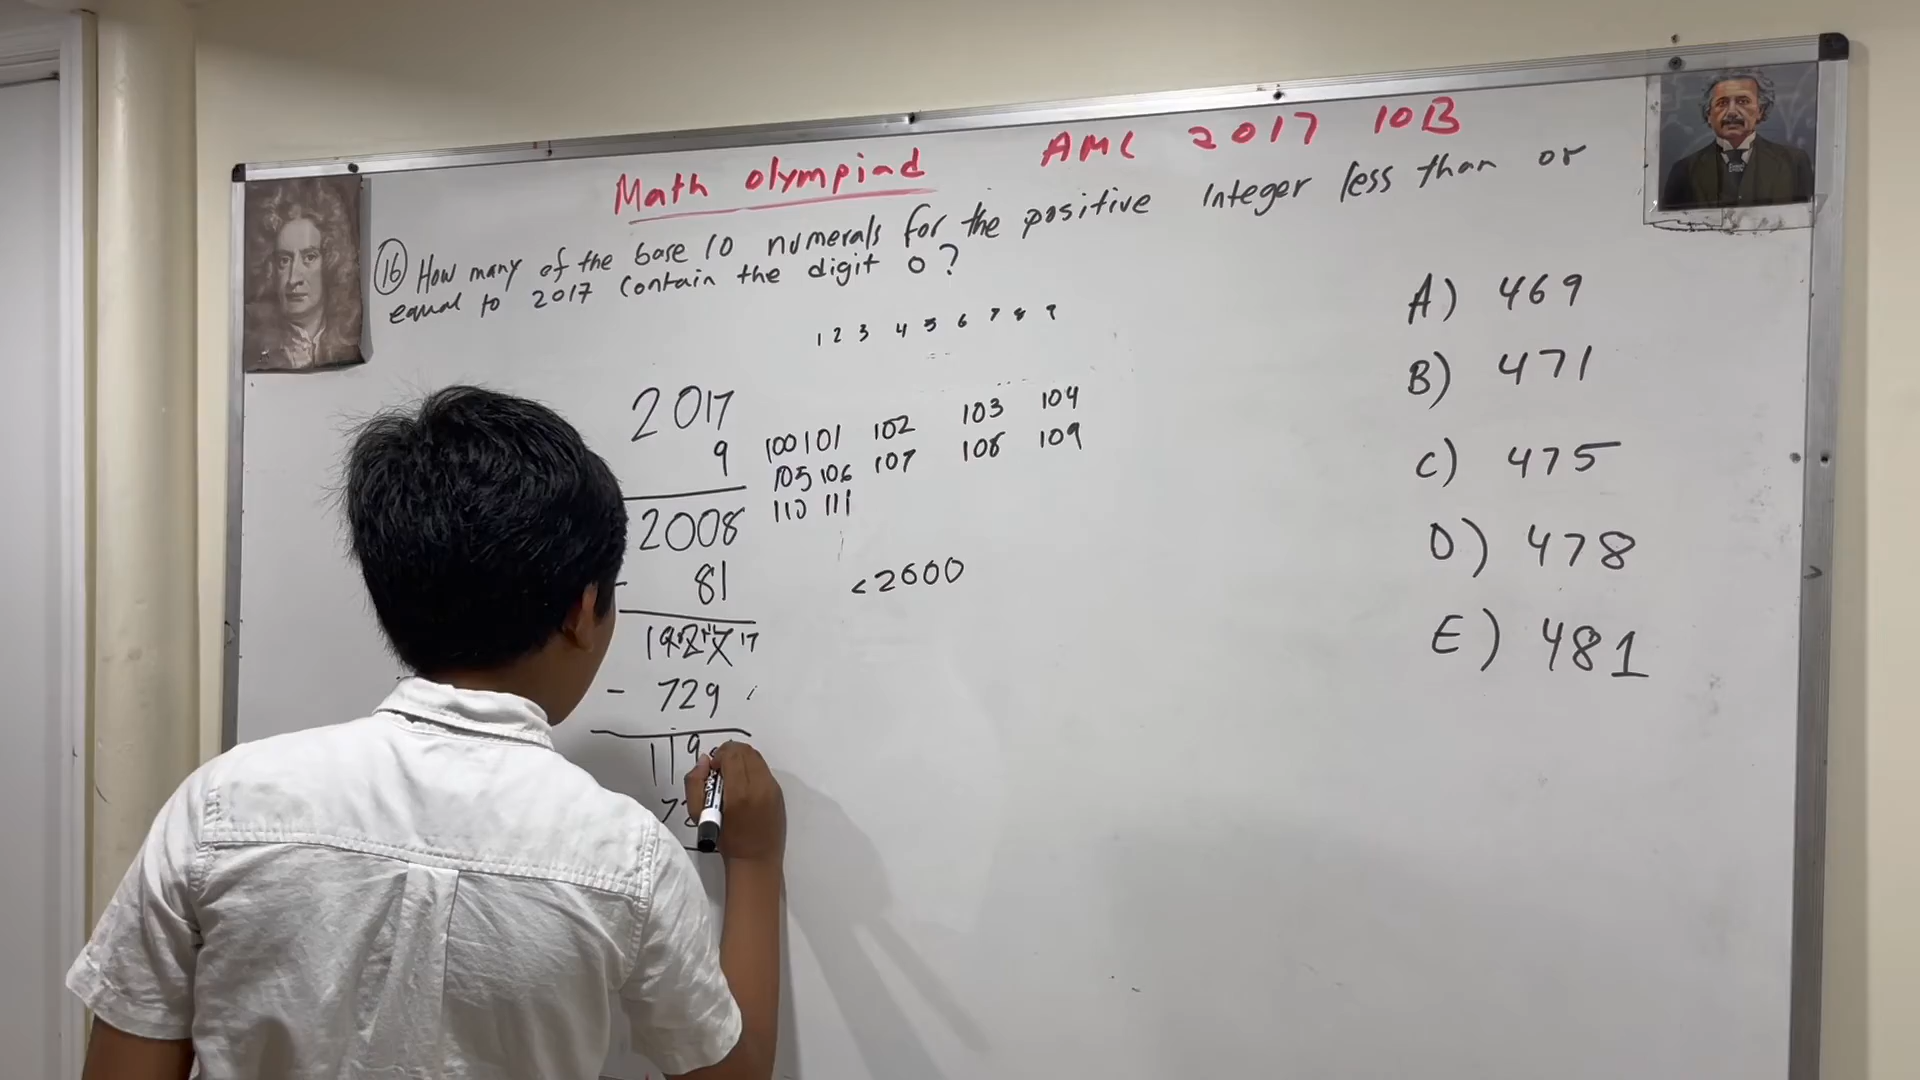 Math Olympiad AMC 2017 10B
16 How many of the base 10 numerals for the positive Integer less than or
equal to 2017 contain the digit 0?
1 2 3 4 5 6 7 8 9
2017
9
2008
- 81
17
- 729
119
100 101 102 103 104
105 106 107 108 109
110 111
<2000
A) 469
B) 471
C) 475
D) 478
E) 481